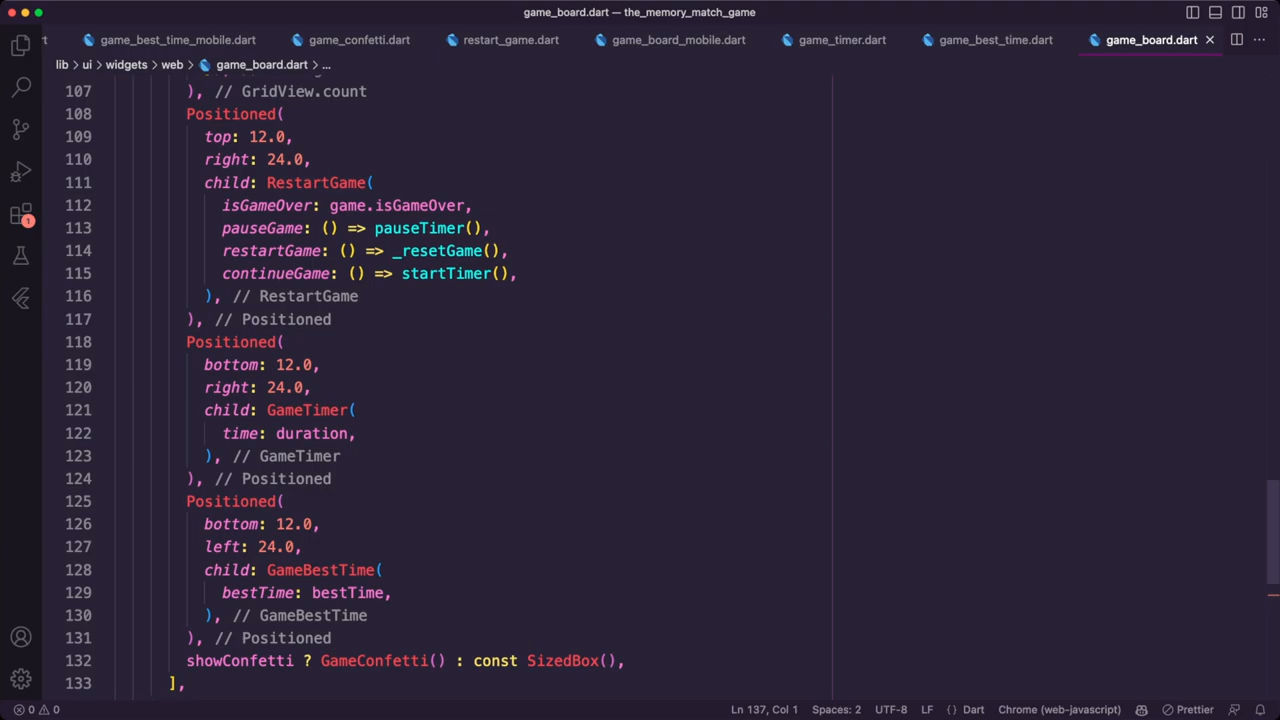 game_board.dart — the_memory_match_game
game_best_time_mobile.dart game_confetti.dart restart_game.dart game_board_mobile.dart game_timer.dart game_best_time.dart game_board.dart
lib > ui > widgets > web > game_board.dart > ...
107 ), // GridView.count
108 Positioned(
109 top: 12.0,
110 right: 24.0,
111 child: RestartGame(
112 isGameOver: game.isGameOver,
113 pauseGame: () => pauseTimer(),
114 restartGame: () => _resetGame(),
115 continueGame: () => startTimer(),
116 ), // RestartGame
117 ), // Positioned
118 Positioned(
119 bottom: 12.0,
120 right: 24.0,
121 child: GameTimer(
122 time: duration,
123 ), // GameTimer
124 ), // Positioned
125 Positioned(
126 bottom: 12.0,
127 left: 24.0,
128 child: GameBestTime(
129 bestTime: bestTime,
130 ), // GameBestTime
131 ), // Positioned
132 showConfetti ? GameConfetti() : const SizedBox(),
133 ],
1
0 0 Ln 137, Col 1 Spaces: 2 UTF-8 LF { } Dart Chrome (web-javascript) Prettier